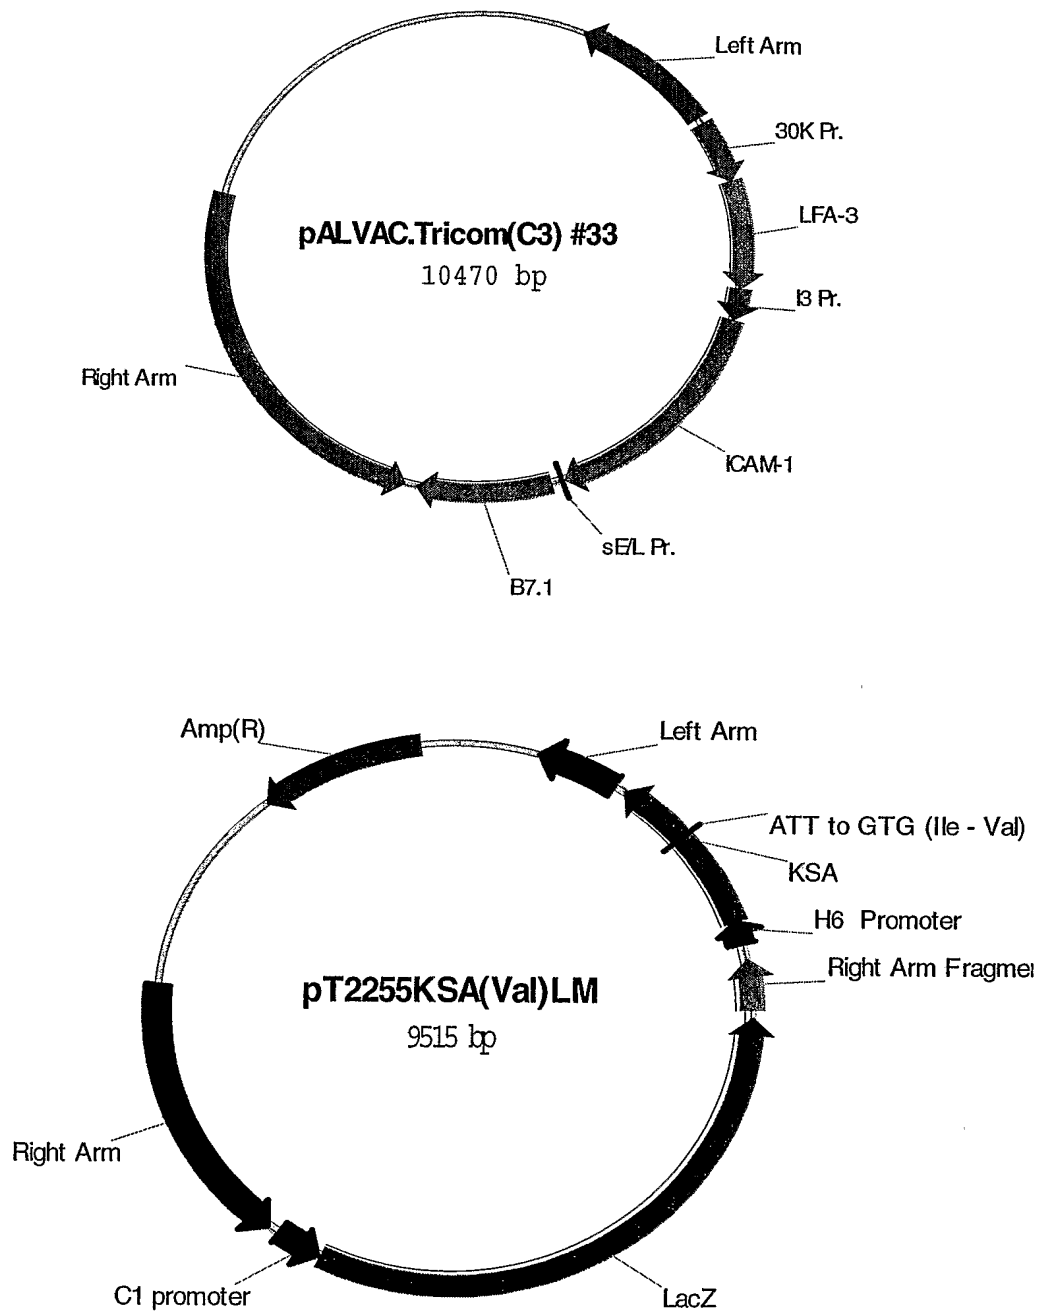 Left Arm
30K Pr.
LFA-3
pALVAC.Tricom(C3) #33
10470 bp
I3 Pr.
Right Arm
ICAM-1
sE/L Pr.
B7.1
Amp(R)
Left Arm
ATT to GTG (Ile - Val)
KSA
H6 Promoter
Right Arm Fragme
pT2255KSA(Val)LM
9515 bp
Right Arm
C1 promoter
LacZ